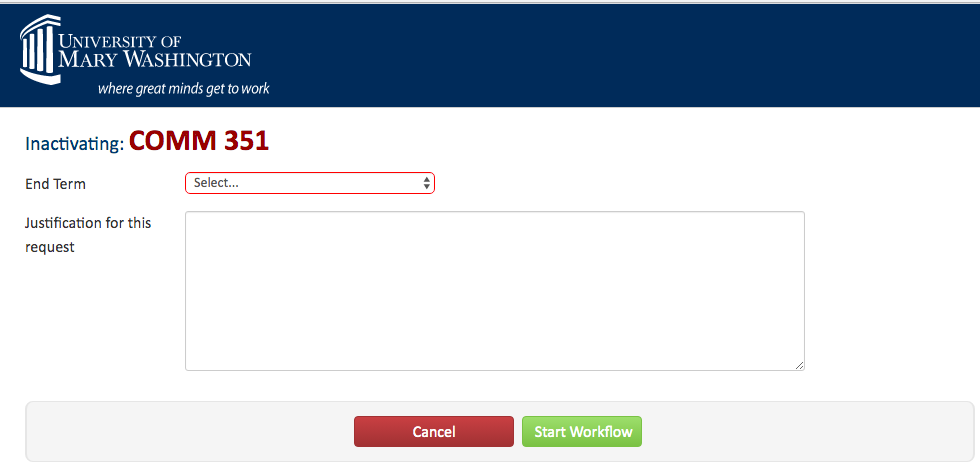 UNIVERSITY OF
MARY WASHINGTON
where great minds get to work
Inactivating: COMM 351
End Term
Select...
Justification for this
request
Cancel
Start Workflow